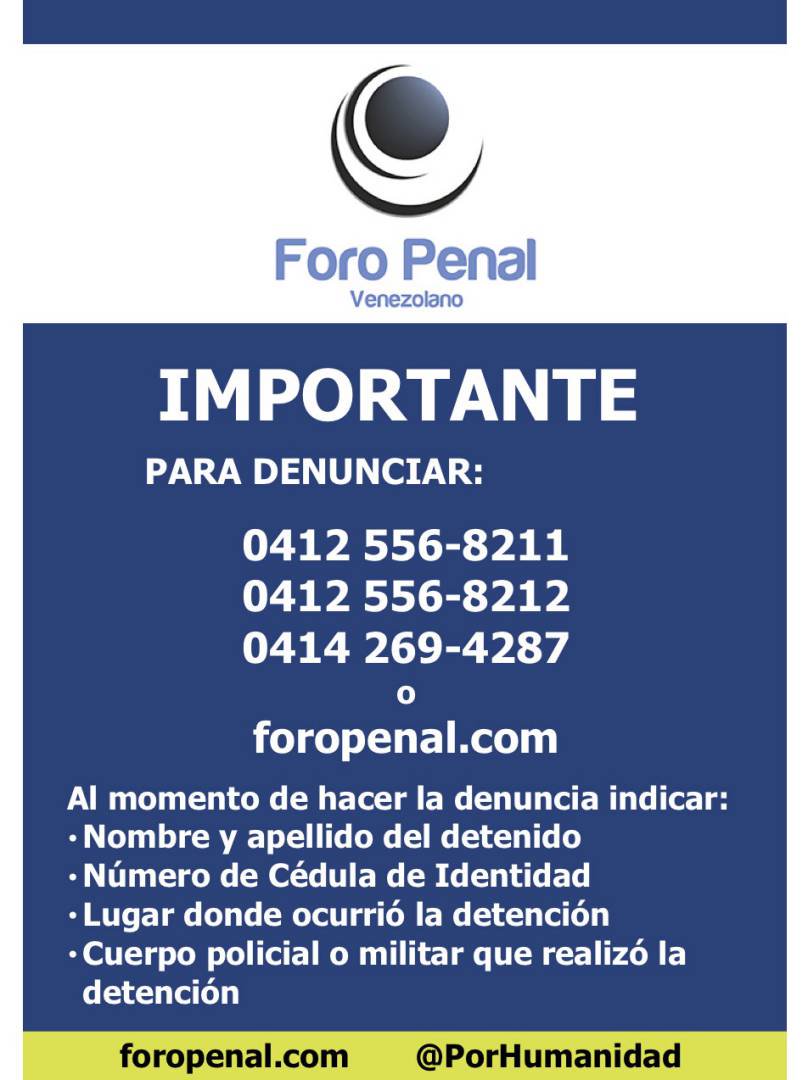 Foro Penal
Venezolano
IMPORTANTE
PARA DENUNCIAR:
0412 556-8211
0412 556-8212
0414 269-4287
o
foropenal.com
Al momento de hacer la denuncia indicar:
· Nombre y apellido del detenido
· Número de Cédula de Identidad
· Lugar donde ocurrió la detención
· Cuerpo policial o militar que realizó la
detención
foropenal.com @PorHumanidad